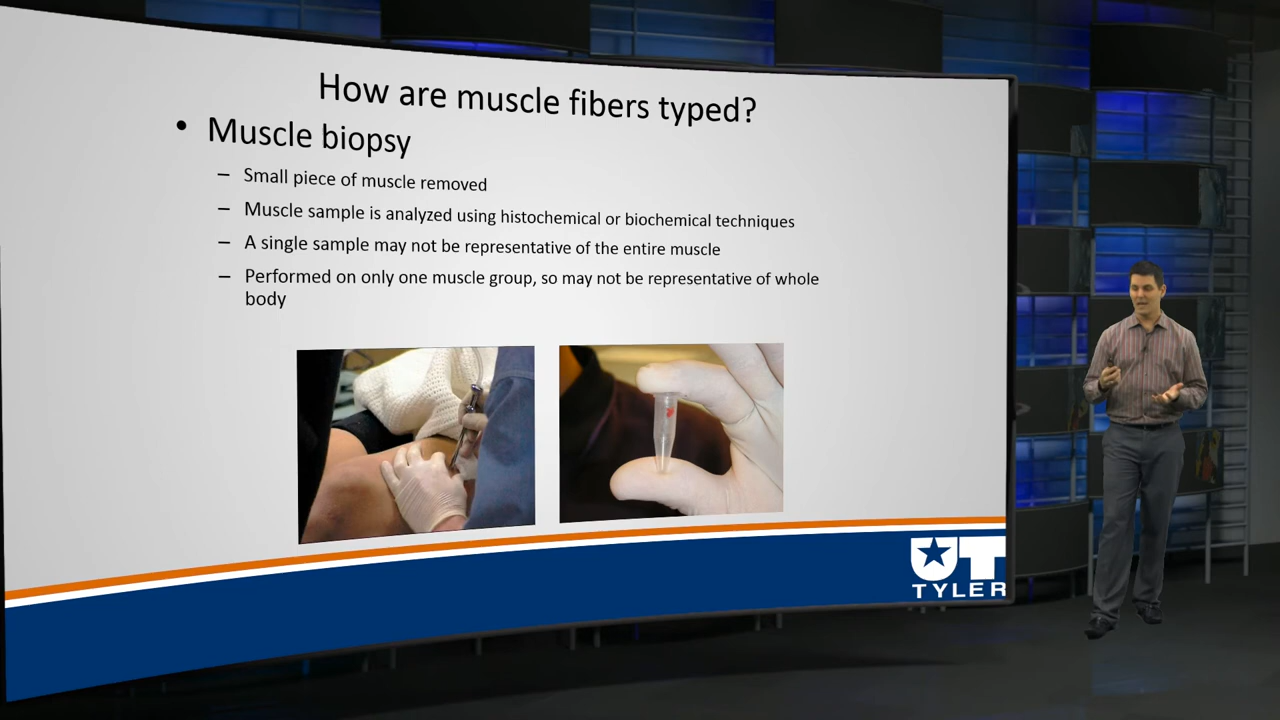 How are muscle fibers typed?
• Muscle biopsy
– Small piece of muscle removed
– Muscle sample is analyzed using histochemical or biochemical techniques
– A single sample may not be representative of the entire muscle
– Performed on only one muscle group, so may not be representative of whole
body
UT
TYLER